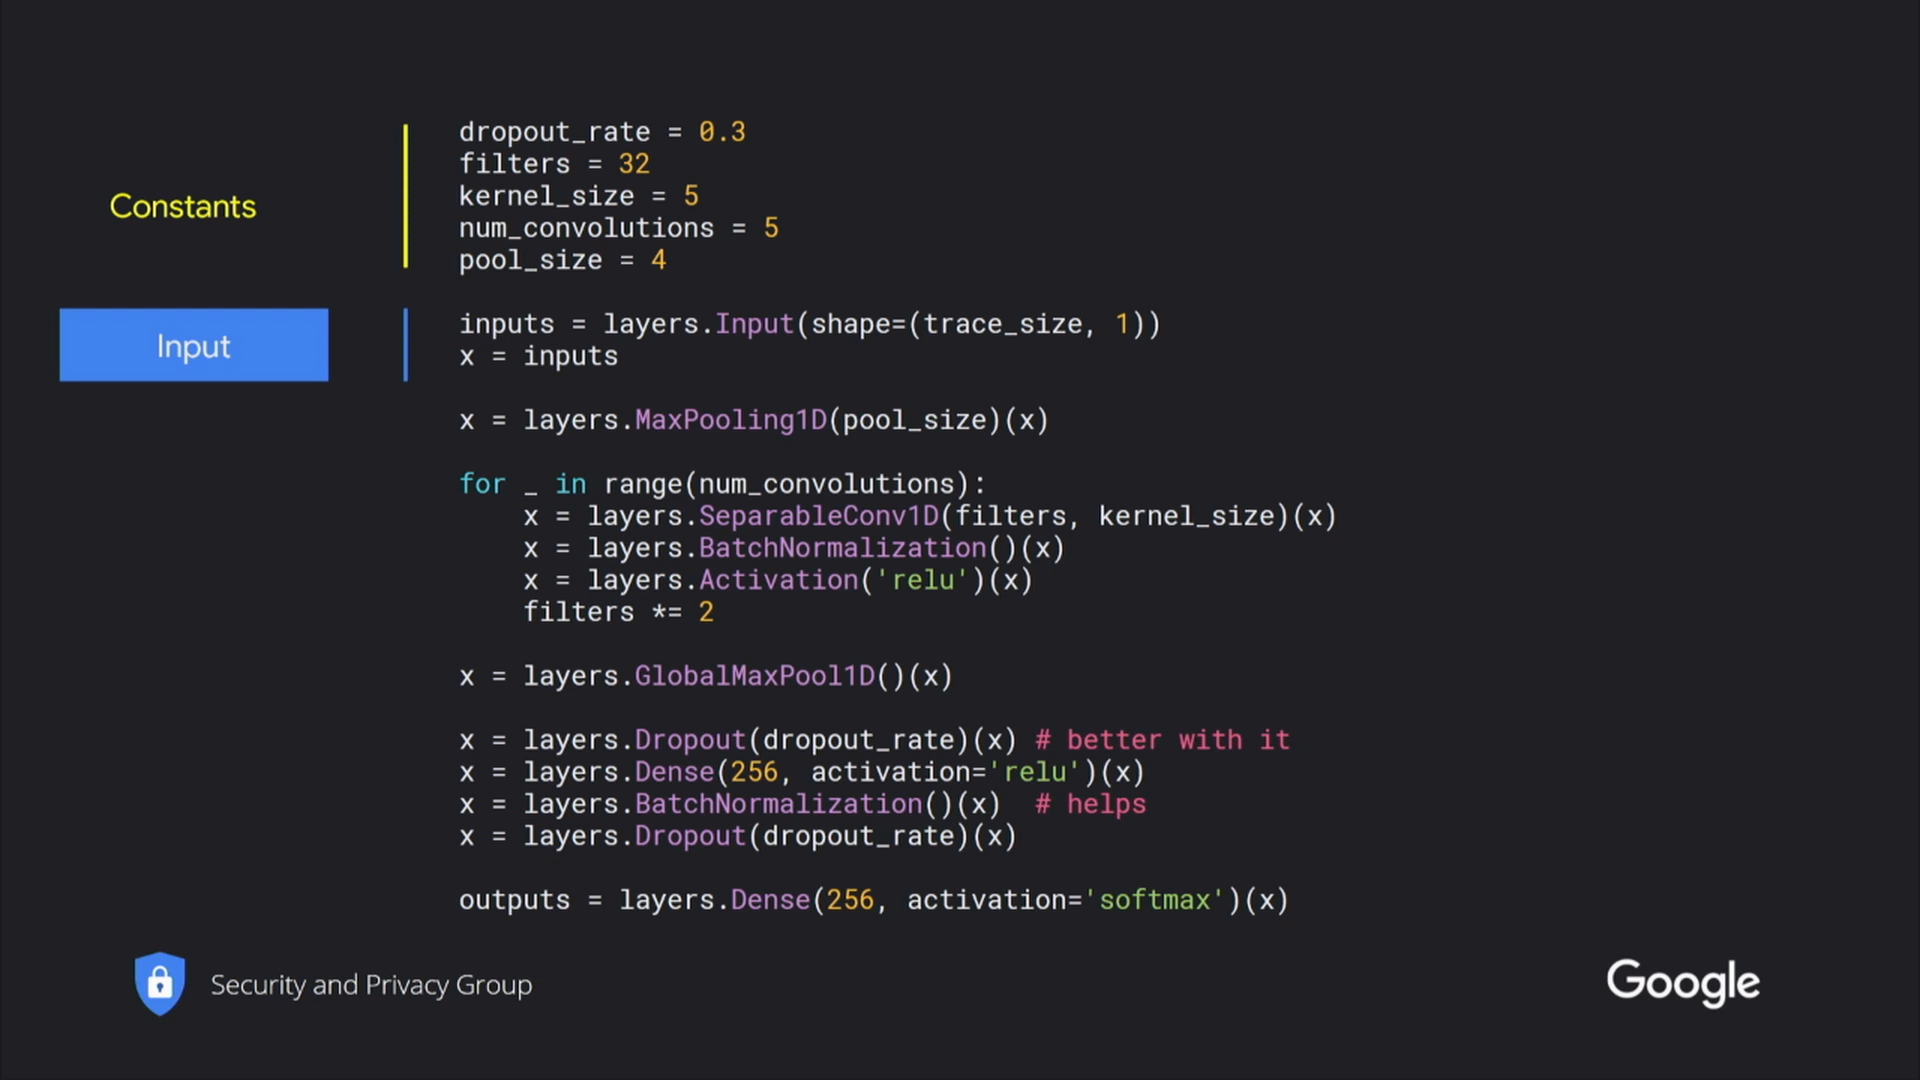 Constants
dropout_rate = 0.3
filters = 32
kernel_size = 5
num_convolutions = 5
pool_size = 4
Input
inputs = layers.Input(shape=(trace_size, 1))
x = inputs
x = layers.MaxPooling1D(pool_size)(x)
for _ in range(num_convolutions):
    x = layers.SeparableConv1D(filters, kernel_size)(x)
    x = layers.BatchNormalization()(x)
    x = layers.Activation('relu')(x)
    filters *= 2
x = layers.GlobalMaxPool1D()(x)
x = layers.Dropout(dropout_rate)(x) # better with it
x = layers.Dense(256, activation='relu')(x)
x = layers.BatchNormalization()(x)  # helps
x = layers.Dropout(dropout_rate)(x)
outputs = layers.Dense(256, activation='softmax')(x)
Security and Privacy Group
Google